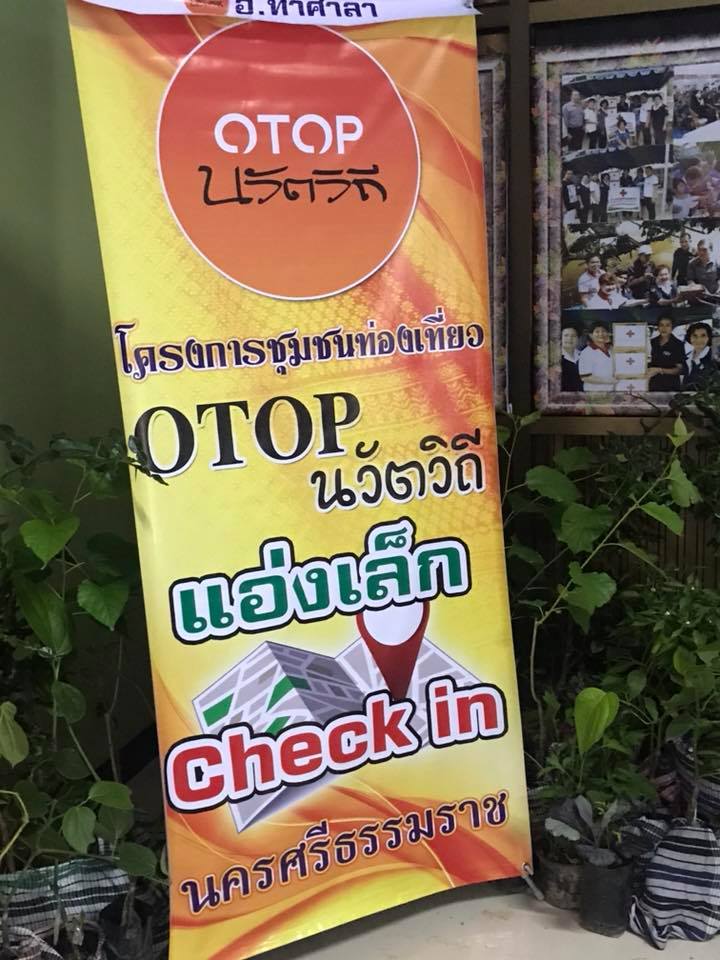 อ.ท่าศาลา
OTOP
นวัตวิถี
โครงการชุมชนท่องเที่ยว
OTOP
นวัตวิถี
แอ่งเล็ก
Check in
นครศรีธรรมราช